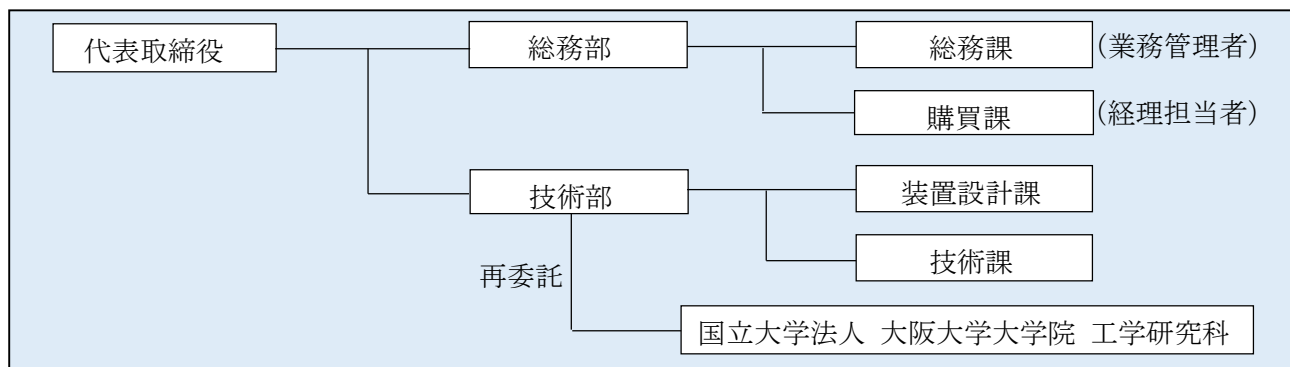 代表取締役
総務部
総務課
(業務管理者)
購買課
(経理担当者)
技術部
装置設計課
技術課
再委託
国立大学法人 大阪大学大学院 工学研究科